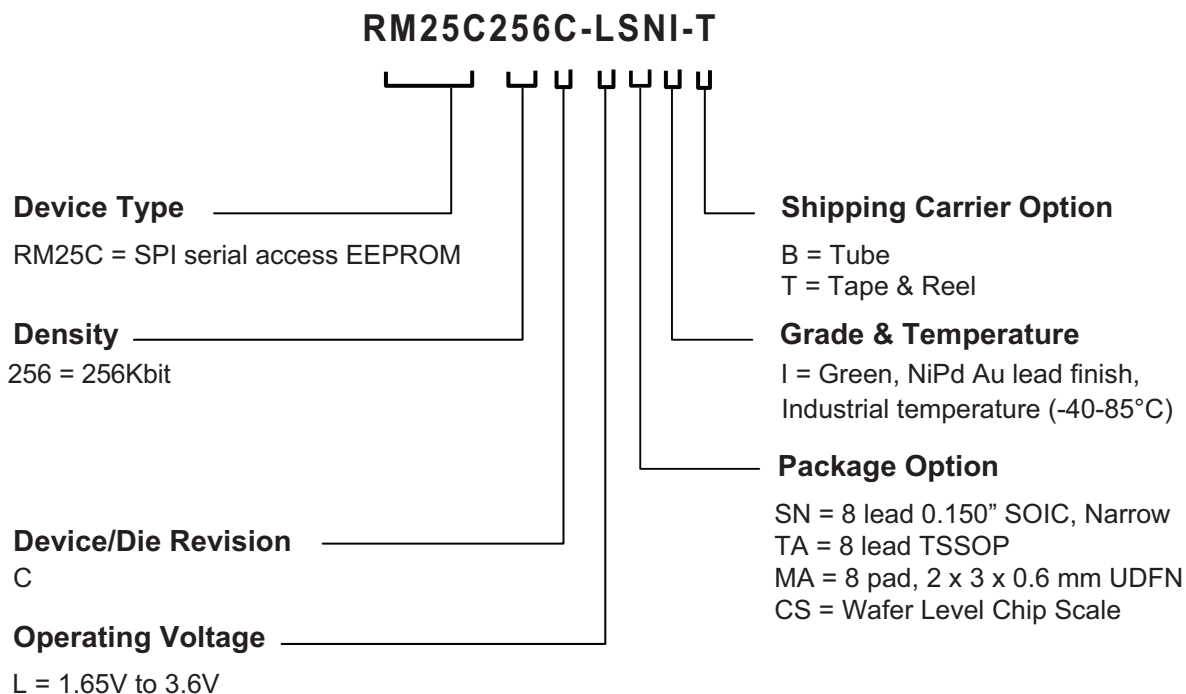 RM25C256C-LSNI-T
Device Type
RM25C = SPI serial access EEPROM
Density
256 = 256Kbit
Device/Die Revision
C
Operating Voltage
L = 1.65V to 3.6V
Shipping Carrier Option
B = Tube
T = Tape & Reel
Grade & Temperature
I = Green, NiPd Au lead finish,
Industrial temperature (-40-85°C)
Package Option
SN = 8 lead 0.150” SOIC, Narrow
TA = 8 lead TSSOP
MA = 8 pad, 2 x 3 x 0.6 mm UDFN
CS = Wafer Level Chip Scale